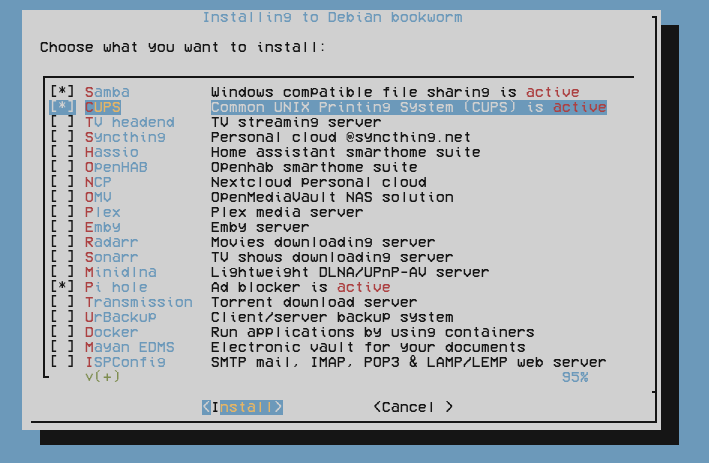 Installing to Debian bookworm
Choose what you want to install:
[*] Samba Windows compatible file sharing is active
[*] CUPS Common UNIX Printing System (CUPS) is active
[ ] TV headend TV streaming server
[ ] Syncthing Personal cloud @syncthing.net
[ ] Hassio Home assistant smarthome suite
[ ] OpenHAB Openhab smarthome suite
[ ] NCP Nextcloud personal cloud
[ ] OMV OpenMediaVault NAS solution
[ ] Plex Plex media server
[ ] Emby Emby server
[ ] Radarr Movies downloading server
[ ] Sonarr TV shows downloading server
[ ] Minidlna Lightweight DLNA/UPnP-AV server
[*] Pi hole Ad blocker is active
[ ] Transmission Torrent download server
[ ] UrBackup Client/server backup system
[ ] Docker Run applications by using containers
[ ] Mayan EDMS Electronic vault for your documents
[ ] ISPConfig SMTP mail, IMAP, POP3 & LAMP/LEMP web server
v(+) 95%
<Install> <Cancel >